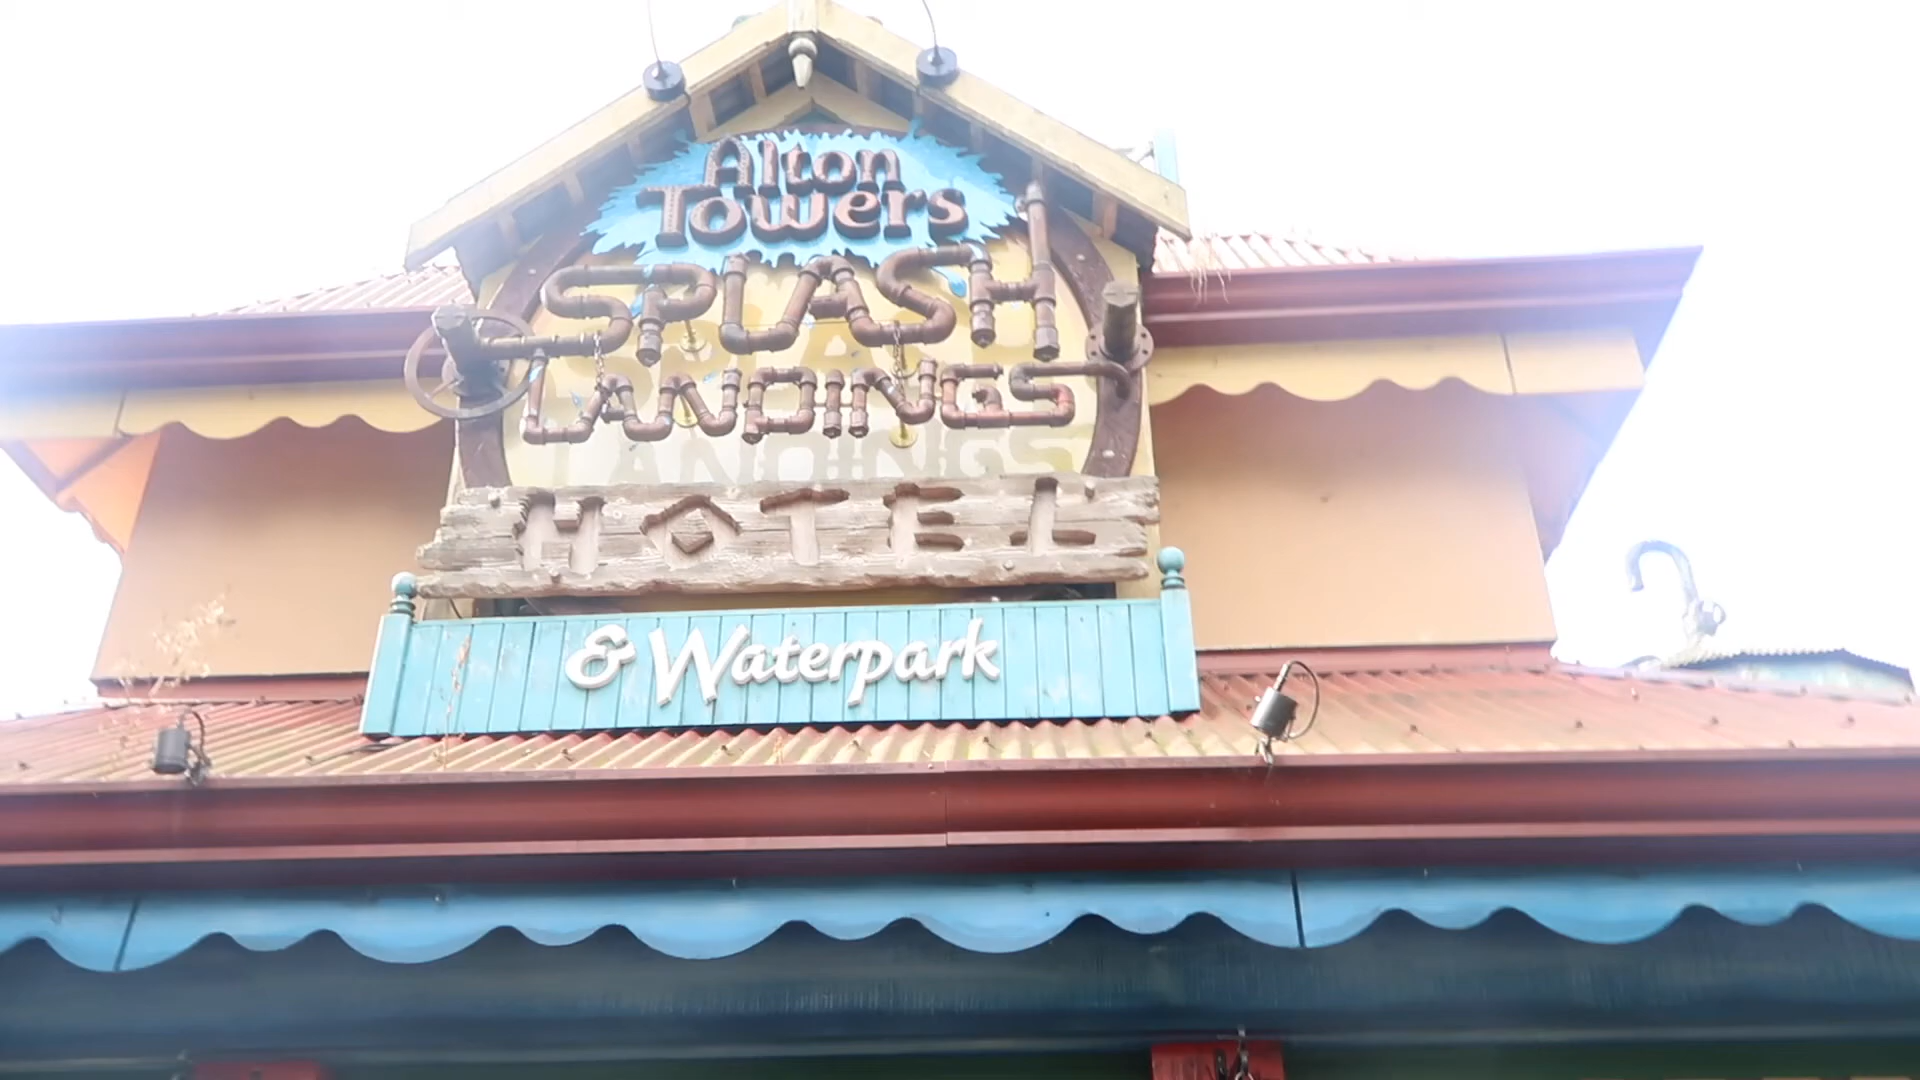 Alton
Towers
SPLASH
LANDINGS
HOTEL
& Waterpark